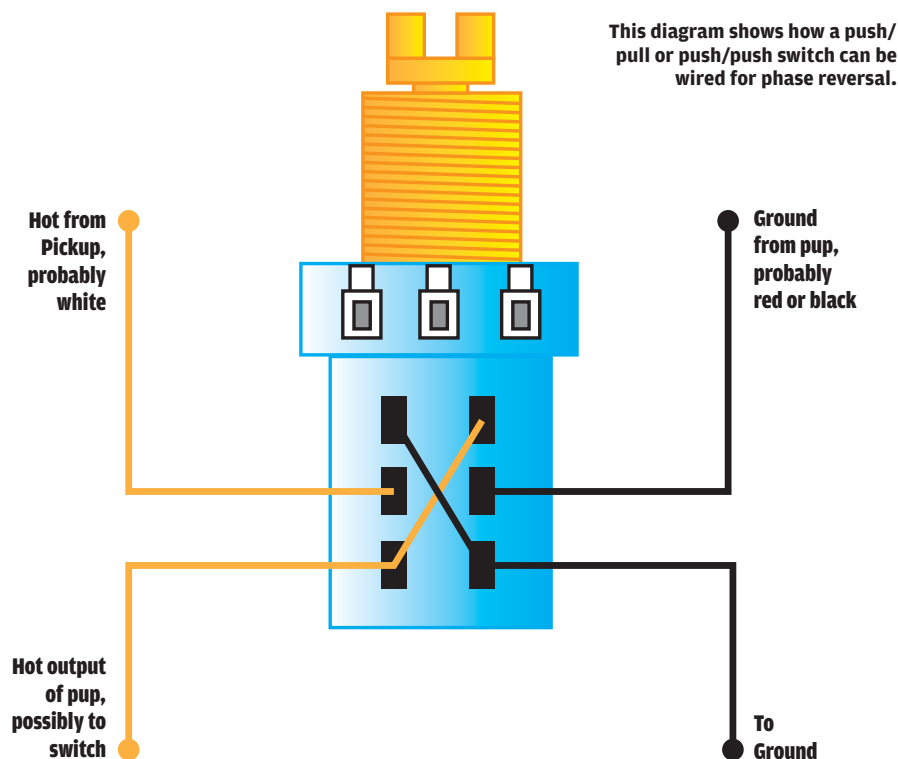 This diagram shows how a push/
pull or push/push switch can be
wired for phase reversal.
Hot from
Pickup,
probably
white
Ground
from pup,
probably
red or black
Hot output
of pup,
possibly to
switch
To
Ground